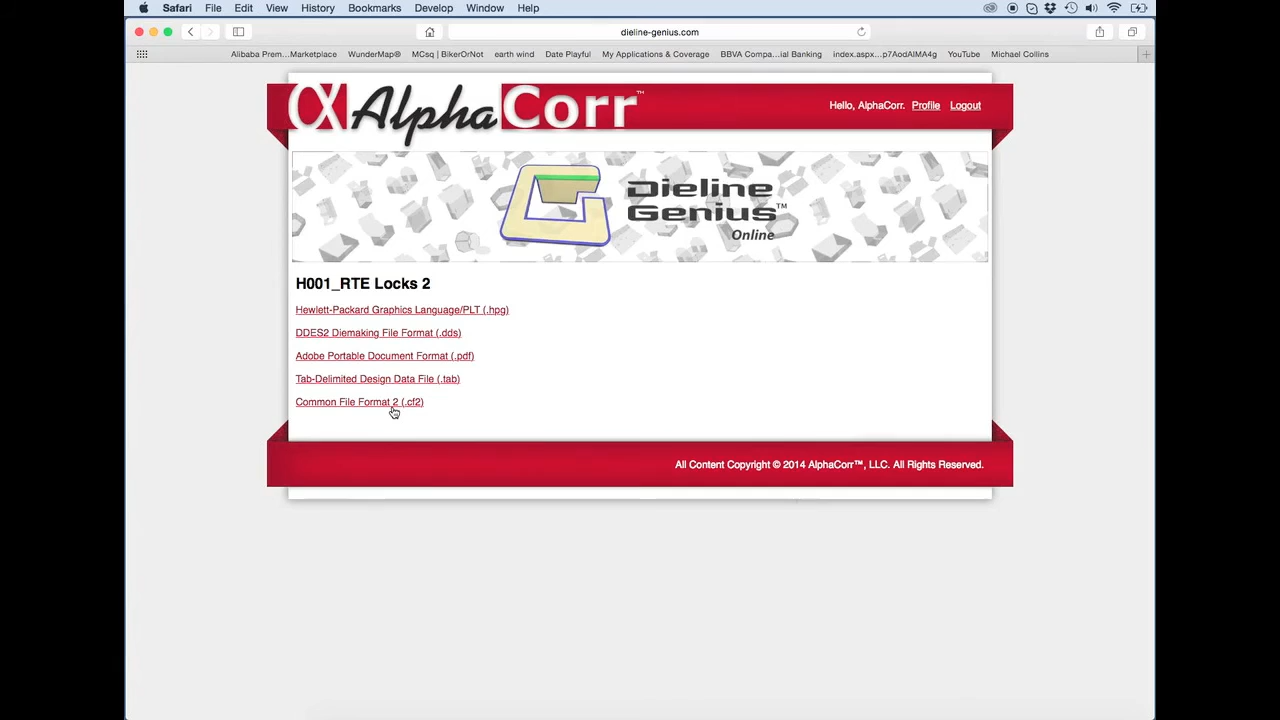 Safari File Edit View History Bookmarks Develop Window Help
dieline-genius.com
Alibaba Prem...Marketplace WunderMap® MCsq | BikerOrNot earth wind Date Playful My Applications & Coverage BBVA Compa...ial Banking index.aspx...p7AodAIMA4g YouTube Michael Collins
αAlphaCorr™
Hello, AlphaCorr. Profile Logout
Dieline
Genius™
Online
H001_RTE Locks 2
Hewlett-Packard Graphics Language/PLT (.hpg)
DDES2 Diemaking File Format (.dds)
Adobe Portable Document Format (.pdf)
Tab-Delimited Design Data File (.tab)
Common File Format 2 (.cf2)
All Content Copyright © 2014 AlphaCorr™, LLC. All Rights Reserved.